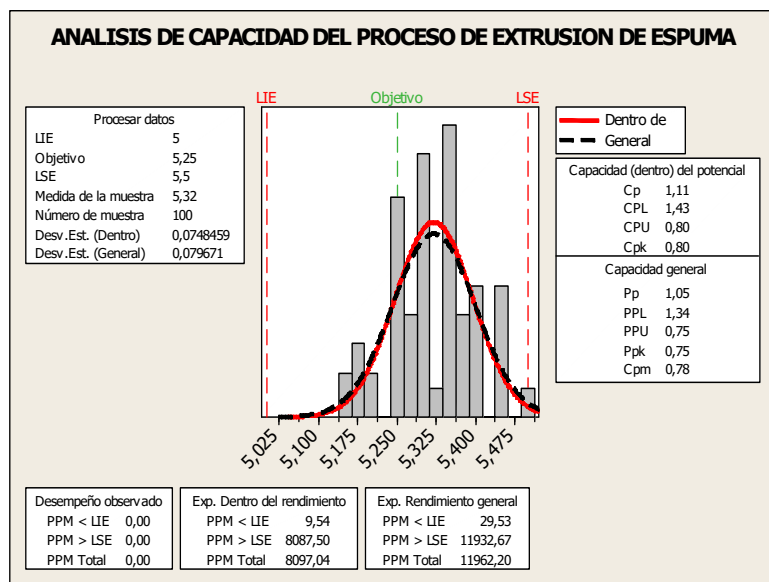 ANALISIS DE CAPACIDAD DEL PROCESO DE EXTRUSION DE ESPUMA
LIE
Objetivo
LSE
Procesar datos
LIE 5
Objetivo 5,25
LSE 5,5
Medida de la muestra 5,32
Número de muestra 100
Desv.Est. (Dentro) 0,0748459
Desv.Est. (General) 0,079671
Dentro de
General
Capacidad (dentro) del potencial
Cp 1,11
CPL 1,43
CPU 0,80
Cpk 0,80
Capacidad general
Pp 1,05
PPL 1,34
PPU 0,75
Ppk 0,75
Cpm 0,78
5,025 5,100 5,175 5,250 5,325 5,400 5,475
Desempeño observado
PPM < LIE 0,00
PPM > LSE 0,00
PPM Total 0,00
Exp. Dentro del rendimiento
PPM < LIE 9,54
PPM > LSE 8087,50
PPM Total 8097,04
Exp. Rendimiento general
PPM < LIE 29,53
PPM > LSE 11932,67
PPM Total 11962,20